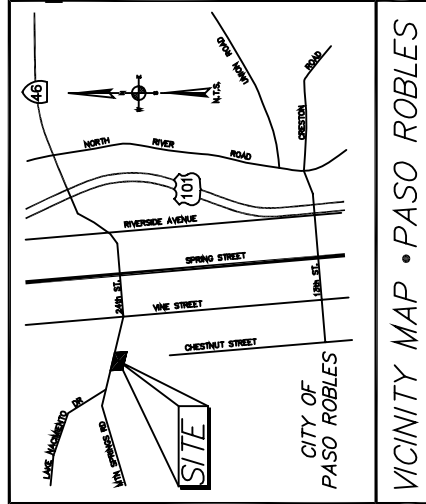 46
UNION ROAD
N.T.S.
CRESTON
ROAD
NORTH
RIVER
ROAD
101
RIVERSIDE AVENUE
SPRING STREET
24th ST.
VINE STREET
13th ST.
CHESTNUT STREET
LAKE NACIMIENTO DR
MTN SPRINGS RD
SITE
CITY OF
PASO ROBLES
VICINITY MAP • PASO ROBLES